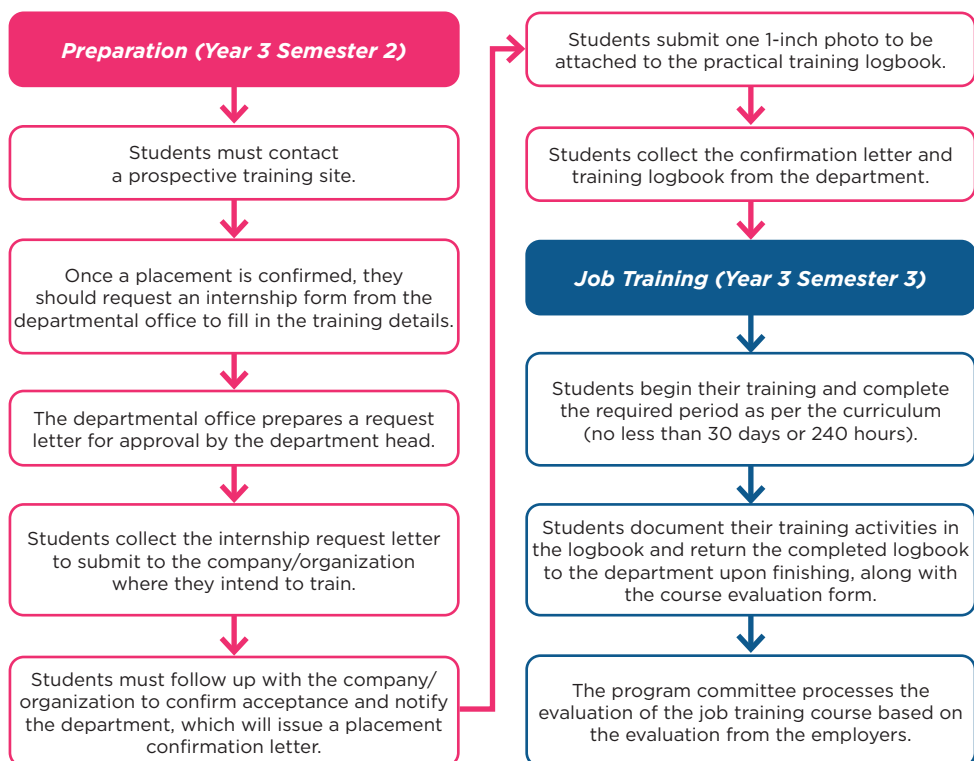 Preparation (Year 3 Semester 2)
Students must contact
a prospective training site.
Once a placement is confirmed, they
should request an internship form from the
departmental office to fill in the training details.
The departmental office prepares a request
letter for approval by the department head.
Students collect the internship request letter
to submit to the company/organization
where they intend to train.
Students must follow up with the company/
organization to confirm acceptance and notify
the department, which will issue a placement
confirmation letter.
Students submit one 1-inch photo to be
attached to the practical training logbook.
Students collect the confirmation letter and
training logbook from the department.
Job Training (Year 3 Semester 3)
Students begin their training and complete
the required period as per the curriculum
(no less than 30 days or 240 hours).
Students document their training activities in
the logbook and return the completed logbook
to the department upon finishing, along with
the course evaluation form.
The program committee processes the
evaluation of the job training course based on
the evaluation from the employers.